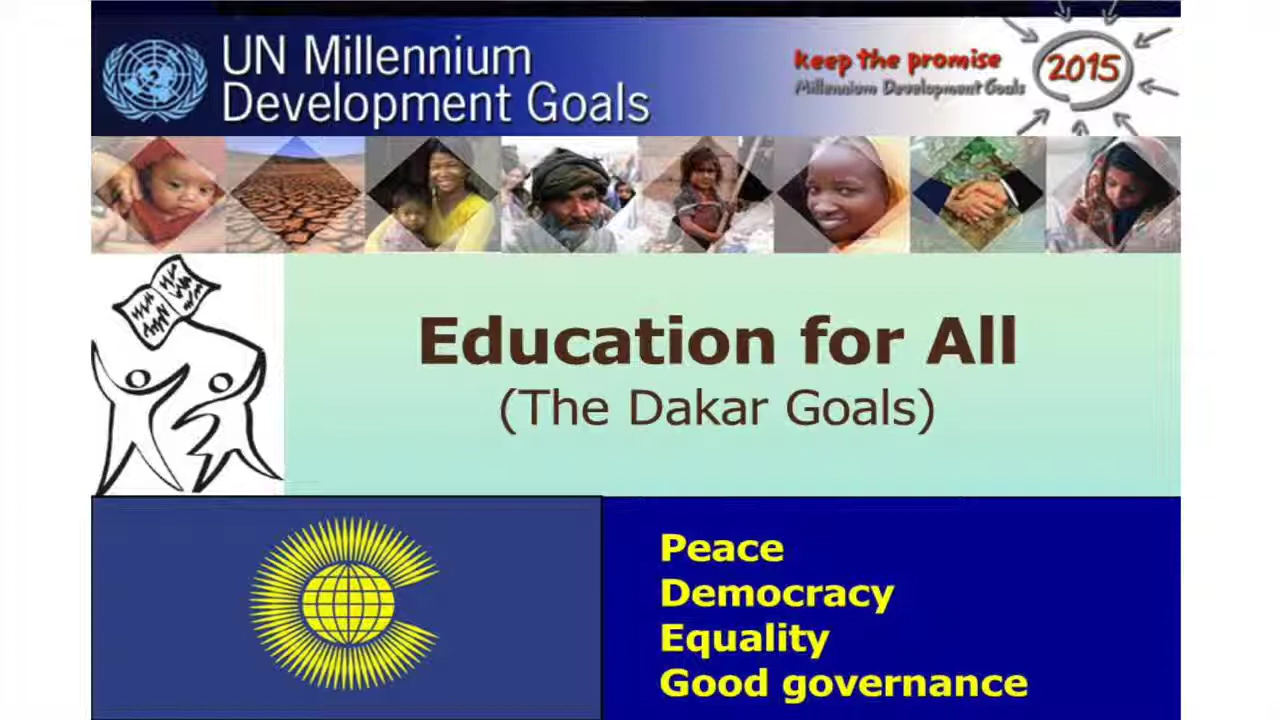 UN Millennium
Development Goals
keep the promise
Millennium Development Goals
2015
Education for All
(The Dakar Goals)
Peace
Democracy
Equality
Good governance